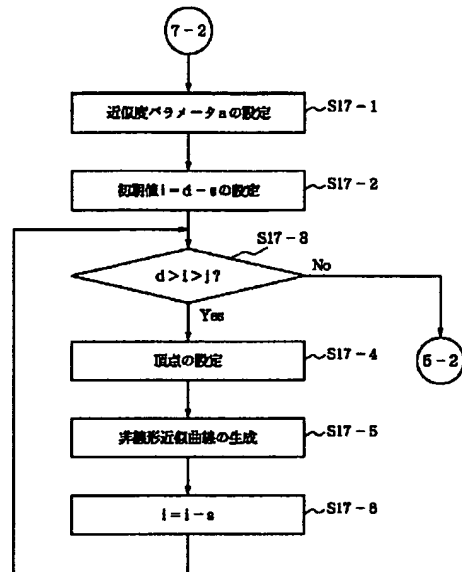 7-2
近似度パラメータaの設定
S17-1
初期値i=d-aの設定
S17-2
S17-3
d>i>j?
No
Yes
5-2
頂点の設定
S17-4
非線形近似曲線の生成
S17-5
i=i-a
S17-6